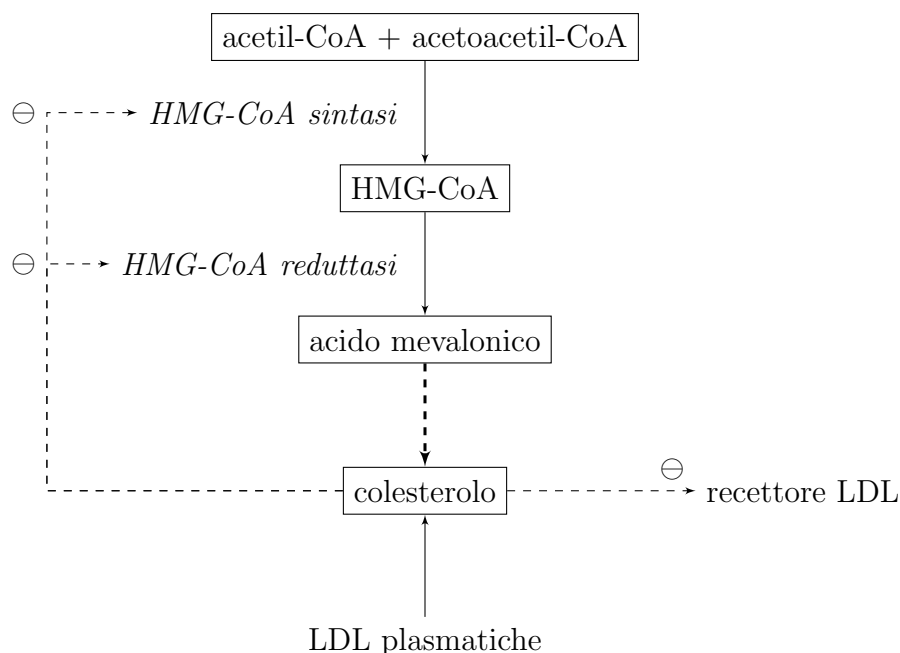 acetil-CoA + acetoacetil-CoA
⊖
HMG-CoA sintasi
HMG-CoA
⊖
HMG-CoA reduttasi
acido mevalonico
⊖
colesterolo
recettore LDL
LDL plasmatiche